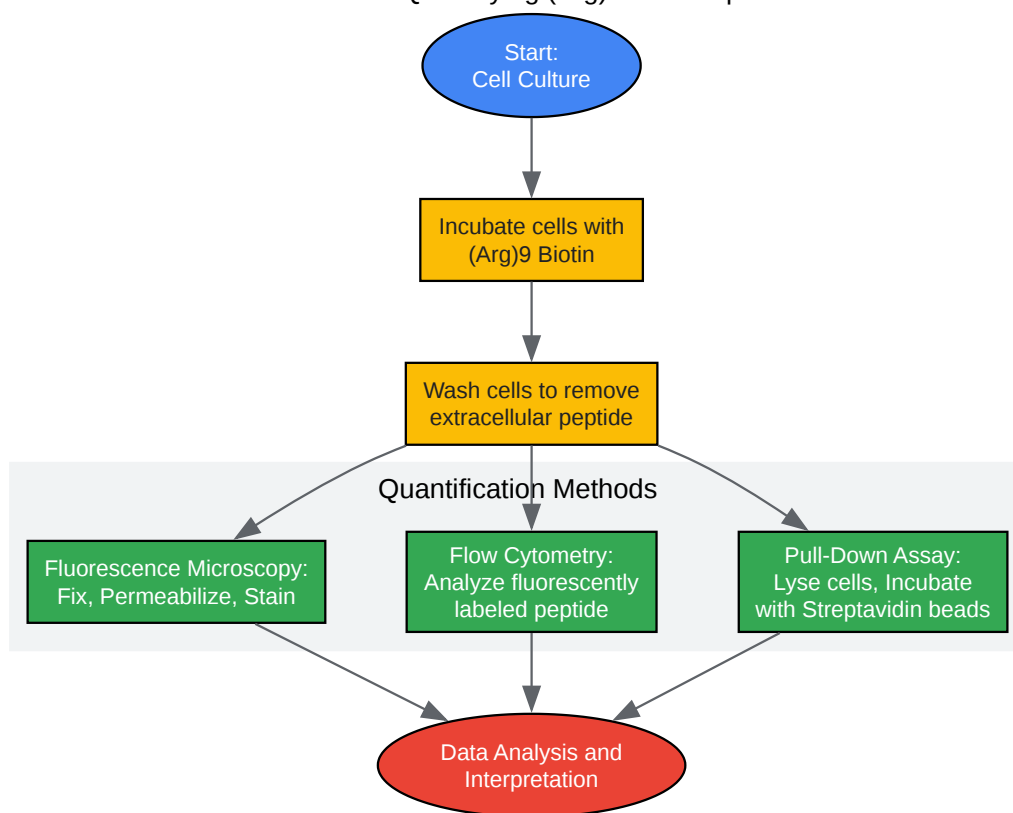 Start:
Cell Culture
Incubate cells with
(Arg)9 Biotin
Wash cells to remove
extracellular peptide
Quantification Methods
Fluorescence Microscopy:
Fix, Permeabilize, Stain
Flow Cytometry:
Analyze fluorescently
labeled peptide
Pull-Down Assay:
Lyse cells, Incubate
with Streptavidin beads
Data Analysis and
Interpretation